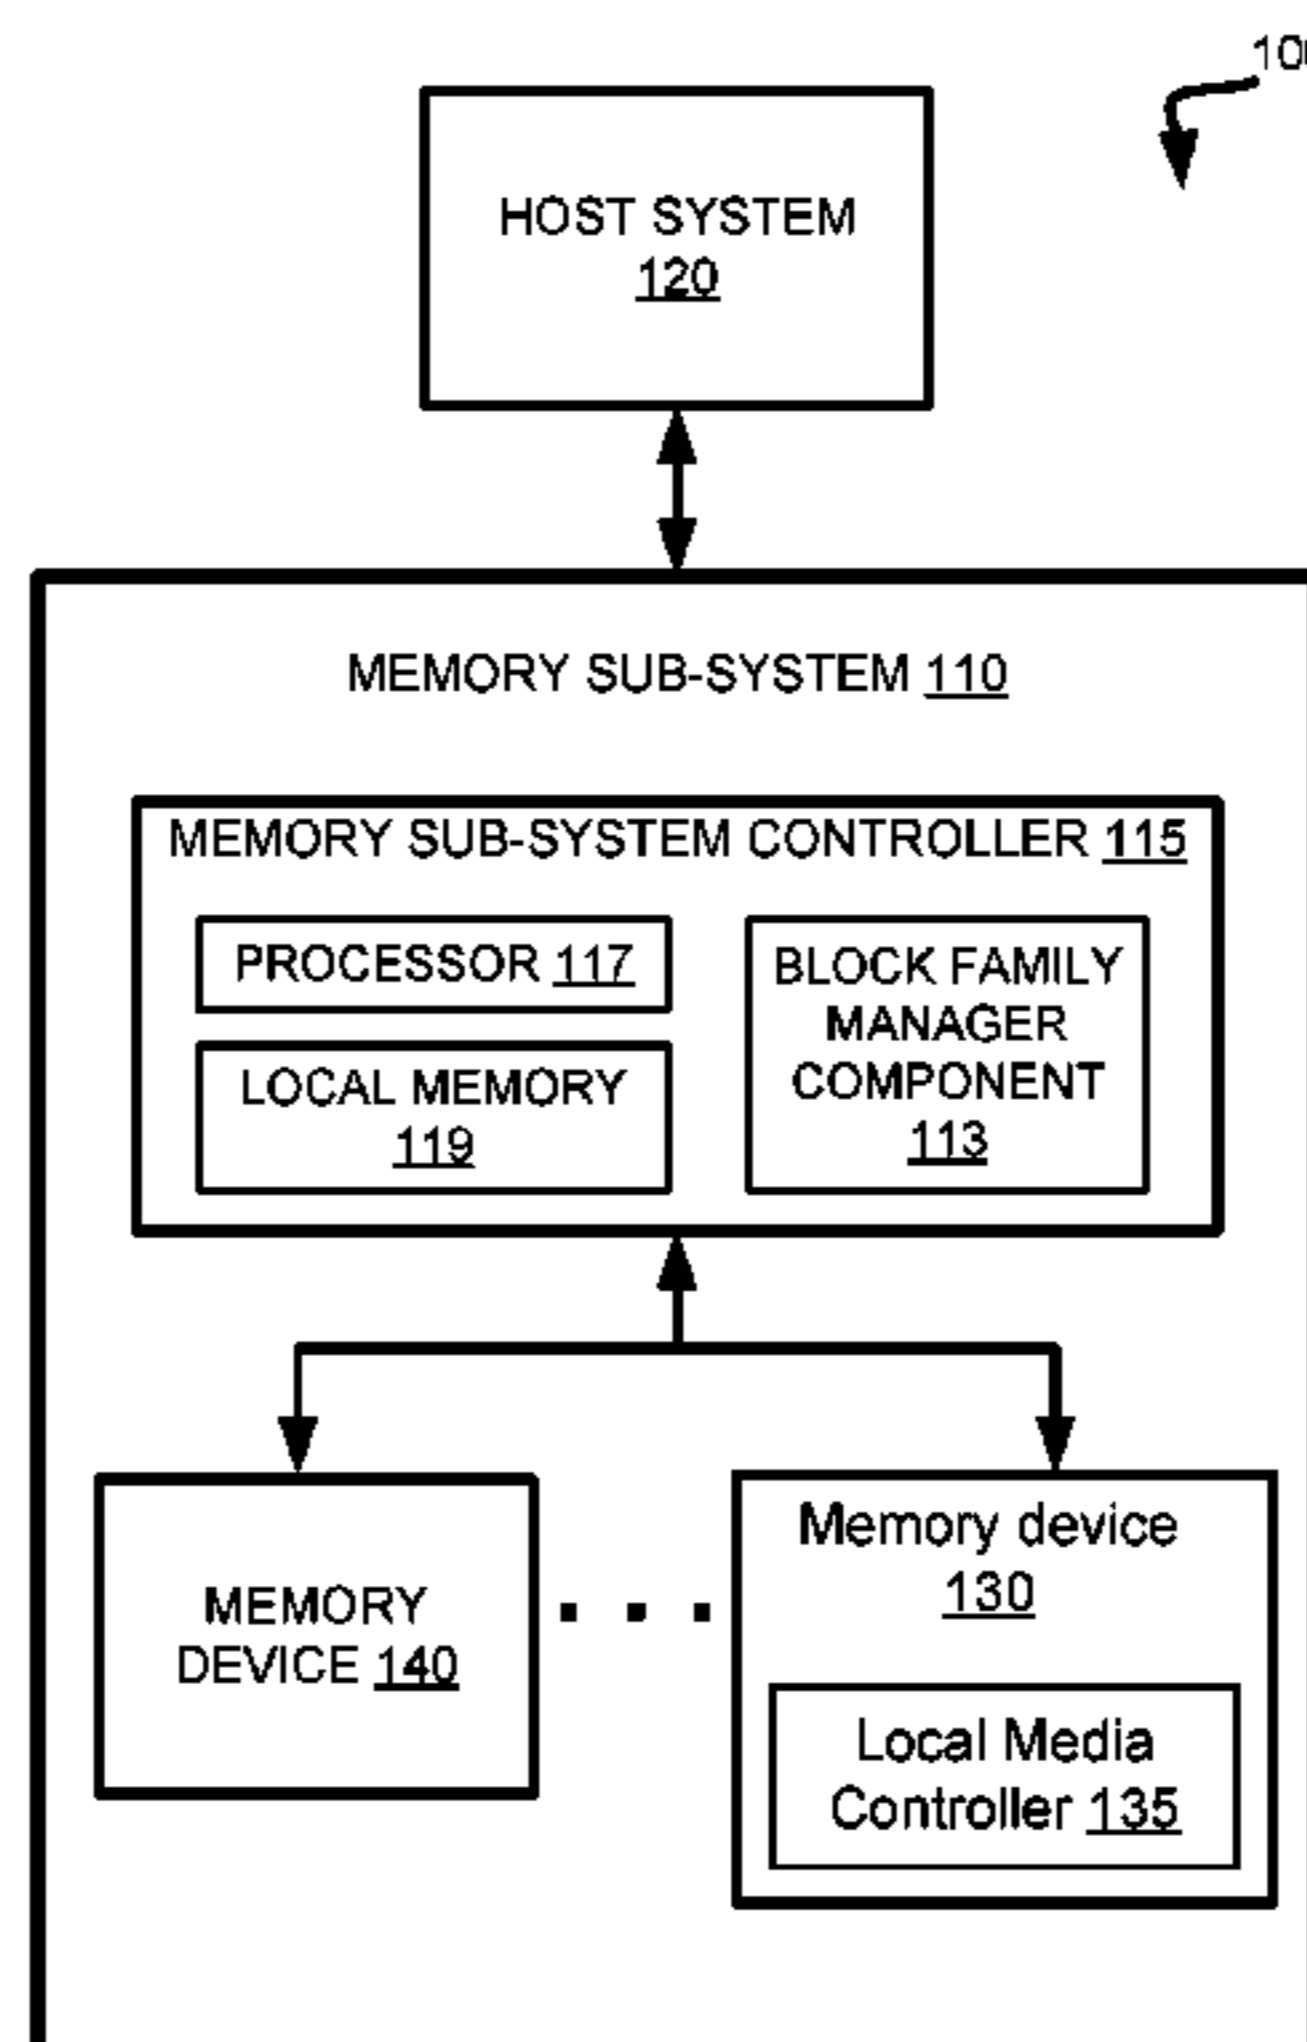 HOST SYSTEM
120
MEMORY SUB-SYSTEM 110
MEMORY SUB-SYSTEM CONTROLLER 115
PROCESSOR 117
LOCAL MEMORY
119
BLOCK FAMILY
MANAGER
COMPONENT
113
MEMORY
DEVICE 140
Memory device
130
Local Media
Controller 135